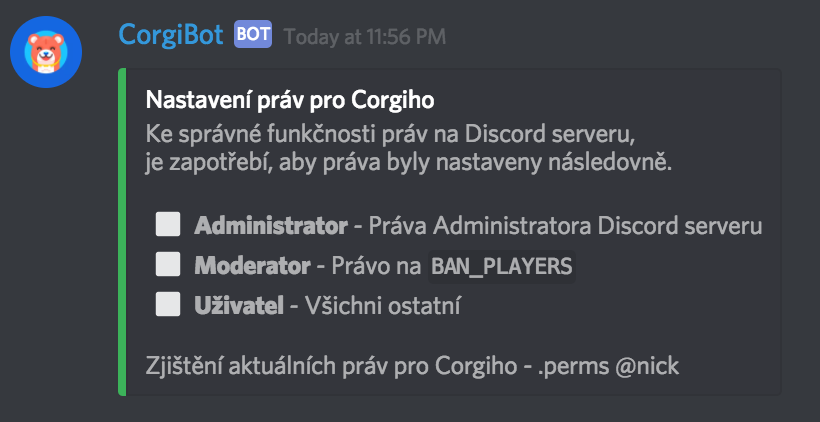 CorgiBot BOT Today at 11:56 PM
Nastavení práv pro Corgiho
Ke správné funkčnosti práv na Discord serveru,
je zapotřebí, aby práva byly nastaveny následovně.
Administrator - Práva Administratora Discord serveru
Moderator - Právo na BAN_PLAYERS
Uživatel - Všichni ostatní
Zjištění aktuálních práv pro Corgiho - .perms @nick